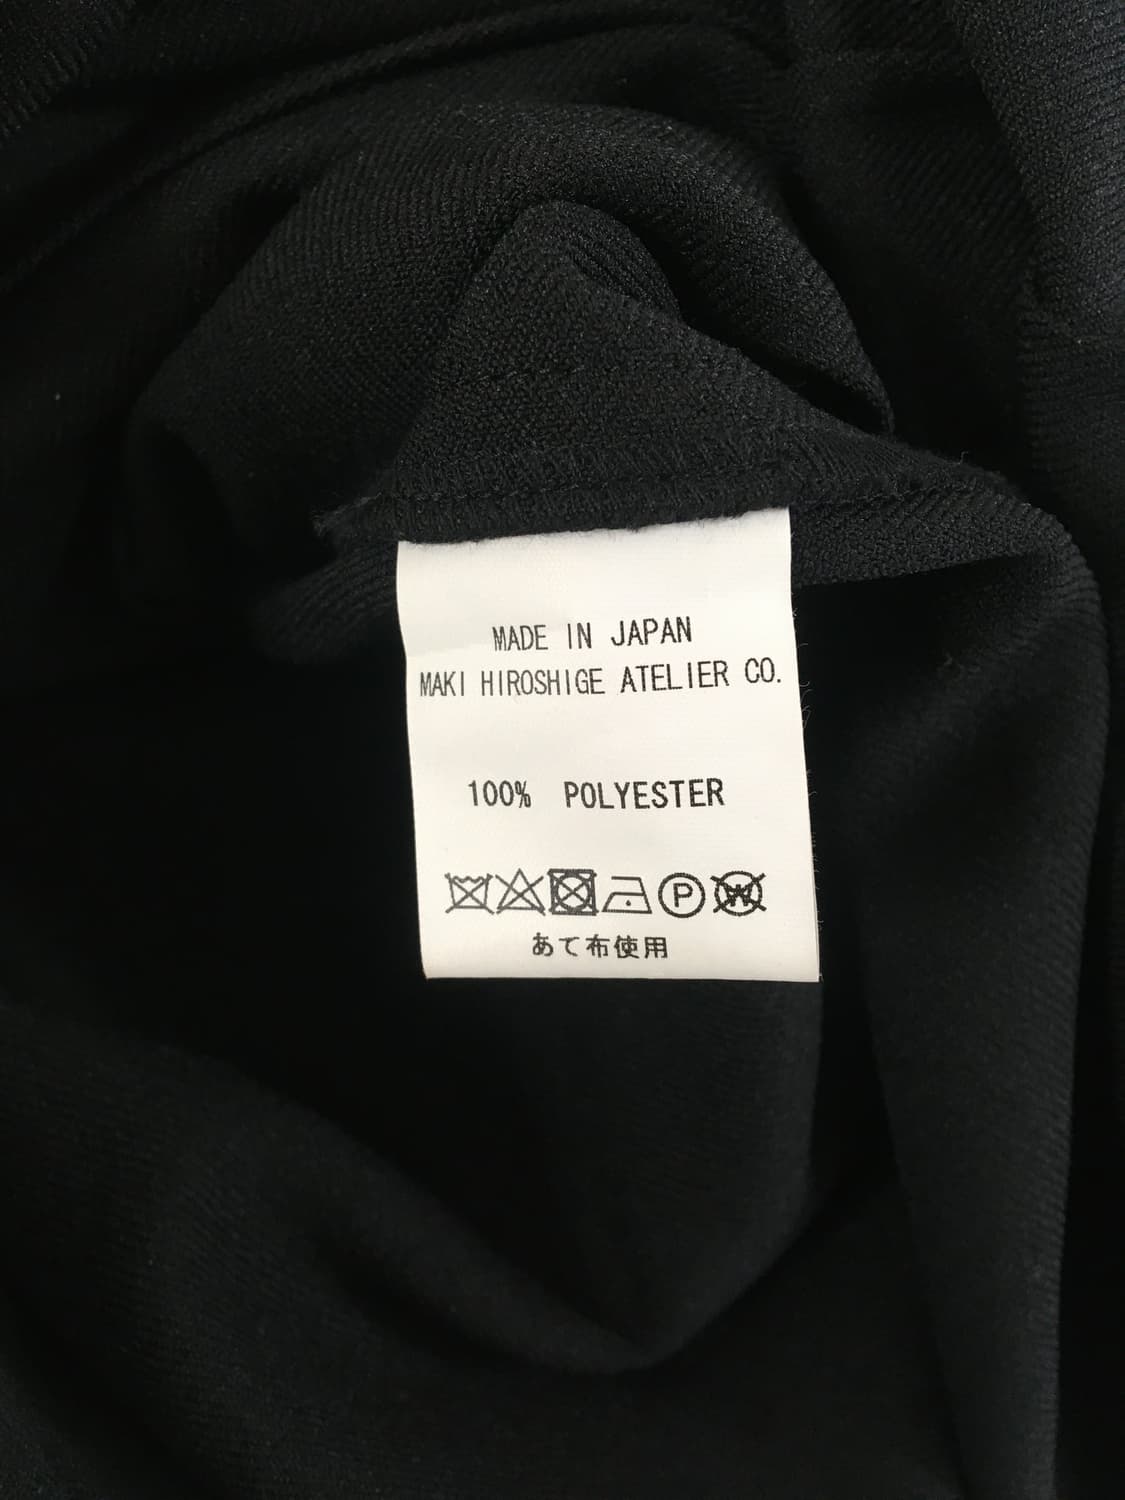 MADE IN JAPAN
MAKI HIROSHIGE ATELIER CO.
100% POLYESTER
P W
あて布使用